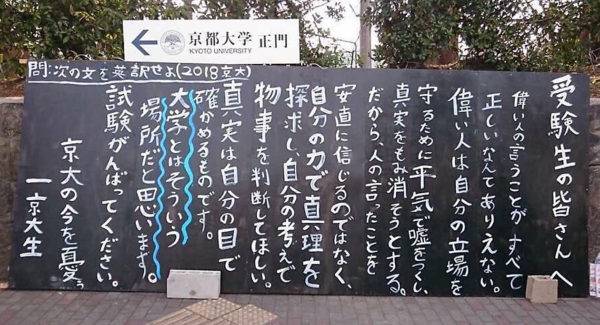 京都大学 正門
KYOTO UNIVERSITY
問:次の文を英訳せよ(2018京大)
受験生の皆さんへ
偉い人の言うことが、すべて
正しいなんてありえない。
偉い人は自分の立場を
守るために平気で嘘をつくし、
真実をもみ消そうとする。
だから、人の言ったことを
安直に信じるのではなく、
自分の力で真理を
探求し、自分の考えで
物事を判断してほしい。
真実は自分の目で
確かめるものです。
大学とはそういう
場所だと思います。
試験がんばってください。
京大の今を憂う
一京大生